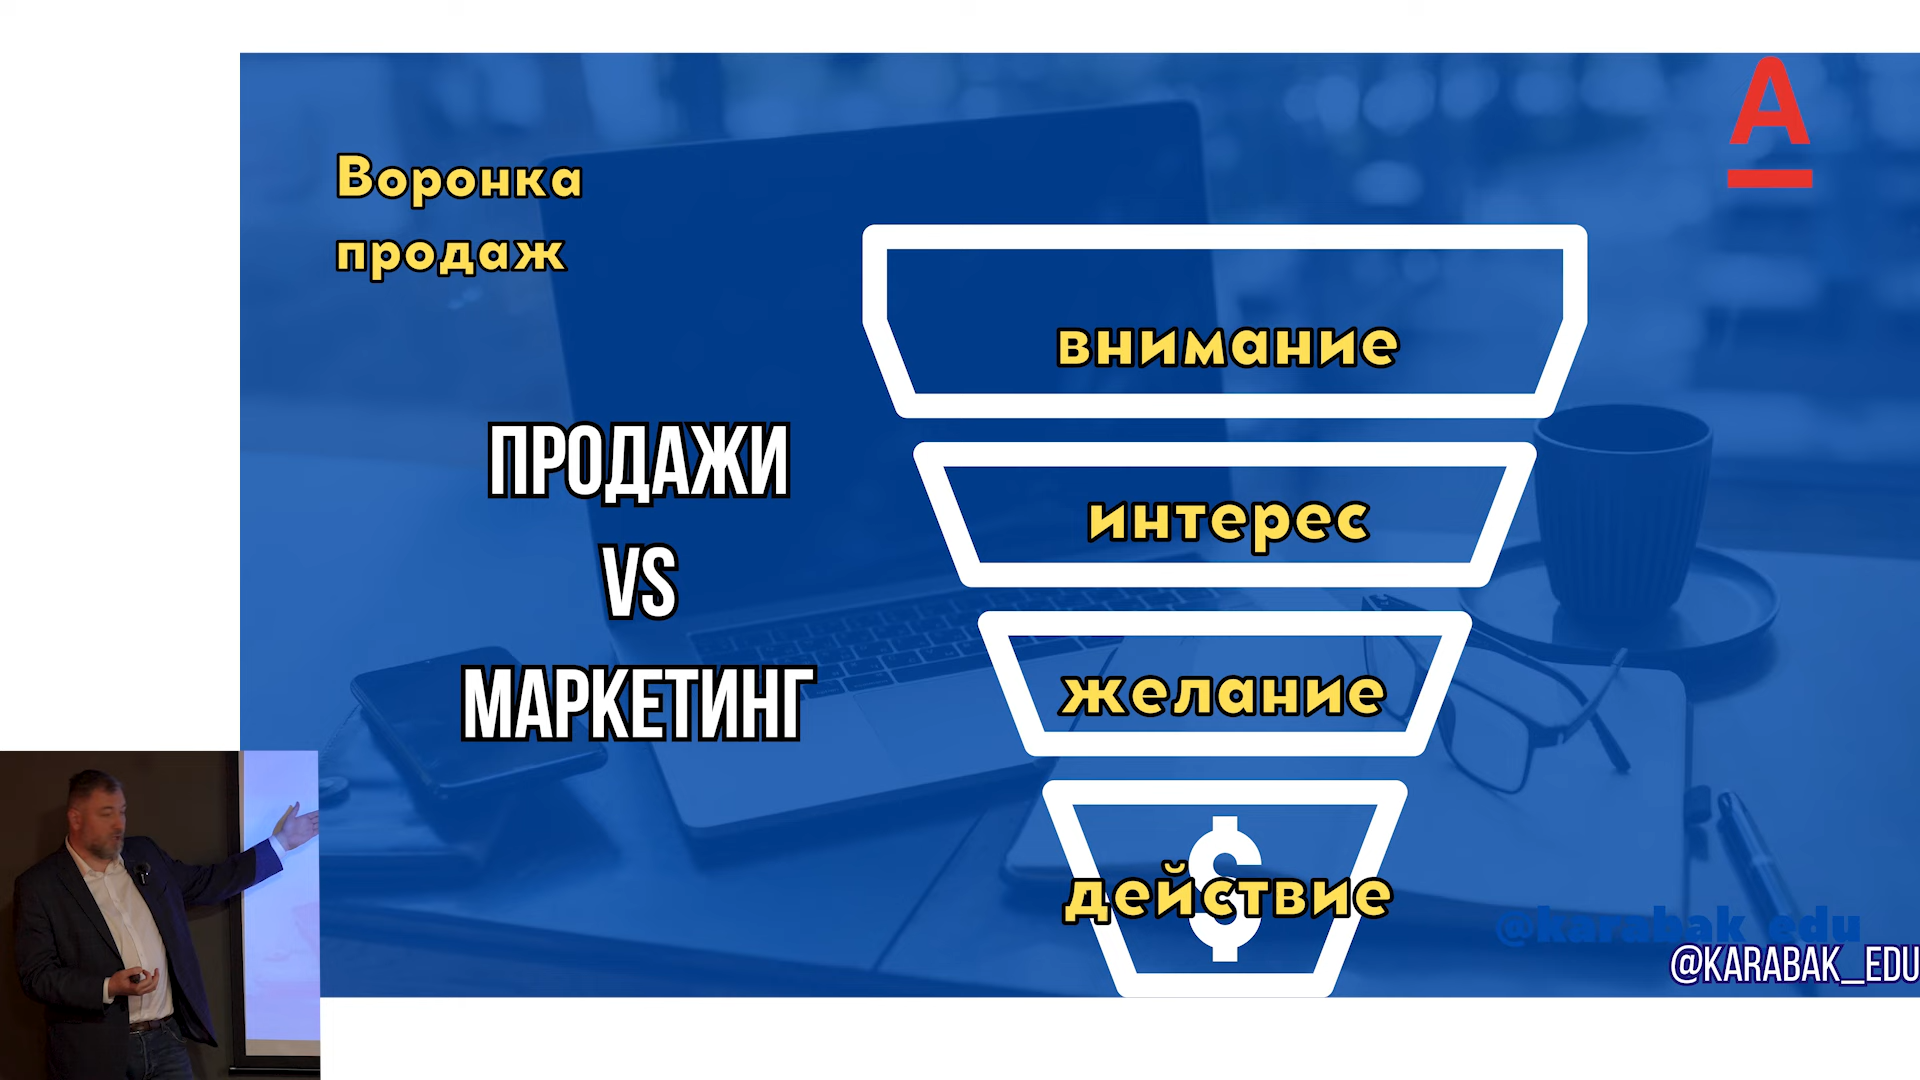 Воронка
продаж
ПРОДАЖИ
VS
МАРКЕТИНГ
внимание
интерес
желание
$
действие
А
@karabak_edu
@KARABAK_EDU